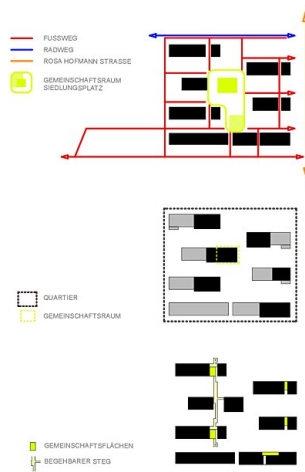 FUSSWEG
RADWEG
ROSA HOFMANN STRASSE
GEMEINSCHAFTSRAUM
SIEDLUNGSPLATZ
QUARTIER
GEMEINSCHAFTSRAUM
GEMEINSCHAFTSFLÄCHEN
BEGEHBARER STEG